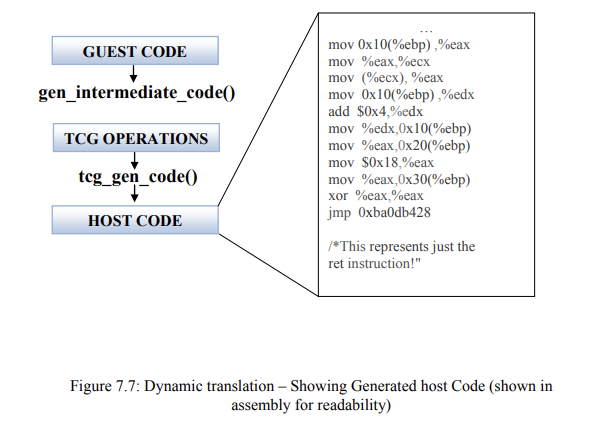 GUEST CODE
gen_intermediate_code()
TCG OPERATIONS
tcg_gen_code()
HOST CODE
...
mov 0x10(%ebp) ,%eax
mov %eax,%ecx
mov (%ecx), %eax
mov 0x10(%ebp) ,%edx
add $0x4,%edx
mov %edx,0x10(%ebp)
mov %eax,0x20(%ebp)
mov $0x18,%eax
mov %eax,0x30(%ebp)
xor %eax,%eax
jmp 0xba0db428
/*This represents just the
ret instruction!"
Figure 7.7: Dynamic translation – Showing Generated host Code (shown in
assembly for readability)